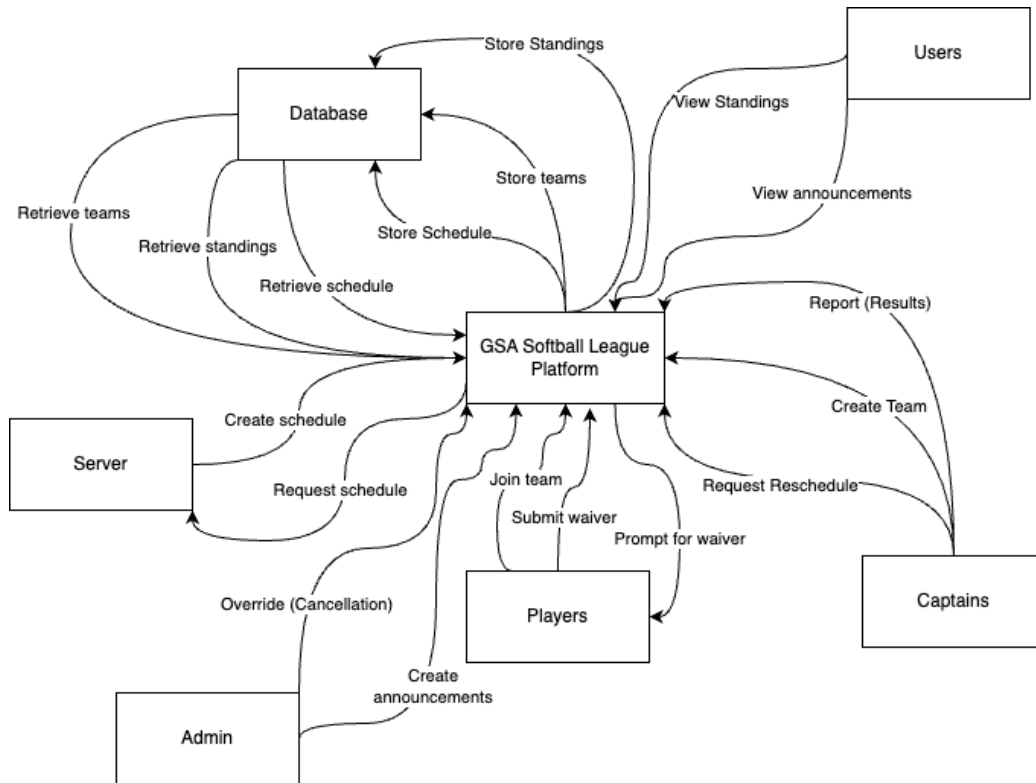 Store Standings
Users
Database
View Standings
Store teams
View announcements
Retrieve teams
Store Schedule
Retrieve standings
Retrieve schedule
Report (Results)
GSA Softball League
Platform
Create schedule
Create Team
Server
Request schedule
Join team
Request Reschedule
Submit waiver
Prompt for waiver
Override (Cancellation)
Players
Captains
Create
announcements
Admin